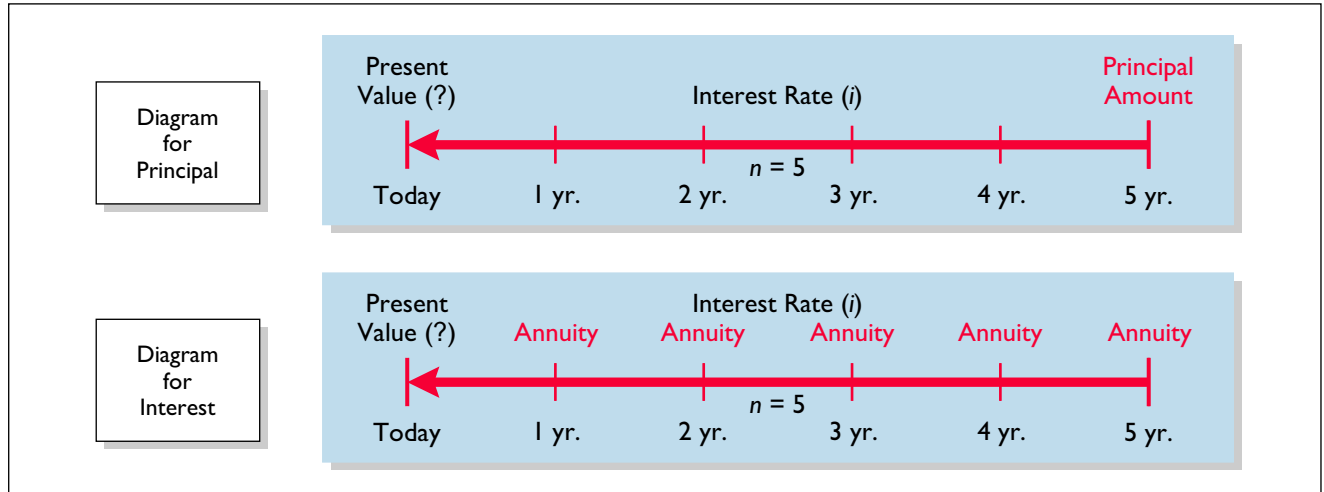 Diagram
for
Principal
Present
Value (?)
Interest Rate (i)
Principal
Amount
n = 5
Today
1 yr.
2 yr.
3 yr.
4 yr.
5 yr.
Diagram
for
Interest
Present
Value (?)
Interest Rate (i)
Annuity
Annuity
Annuity
Annuity
Annuity
n = 5
Today
1 yr.
2 yr.
3 yr.
4 yr.
5 yr.